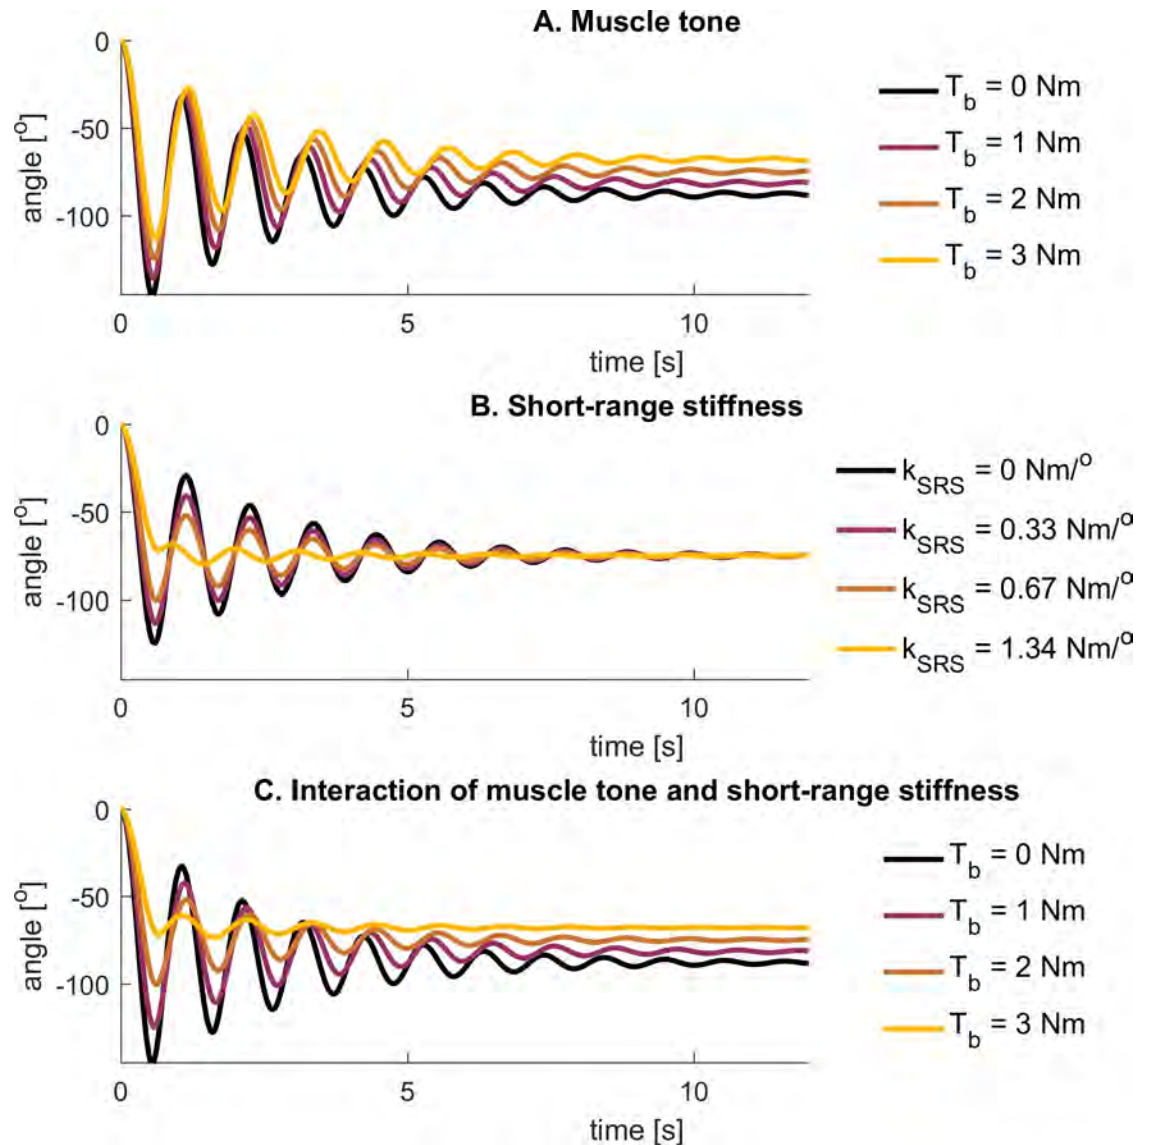 A. Muscle tone
0
-50
-100
angle [°]
0
5
10
time [s]
T_b = 0 Nm
T_b = 1 Nm
T_b = 2 Nm
T_b = 3 Nm
B. Short-range stiffness
0
-50
-100
angle [°]
0
5
10
time [s]
k_SRS = 0 Nm/°
k_SRS = 0.33 Nm/°
k_SRS = 0.67 Nm/°
k_SRS = 1.34 Nm/°
C. Interaction of muscle tone and short-range stiffness
0
-50
-100
angle [°]
0
5
10
time [s]
T_b = 0 Nm
T_b = 1 Nm
T_b = 2 Nm
T_b = 3 Nm